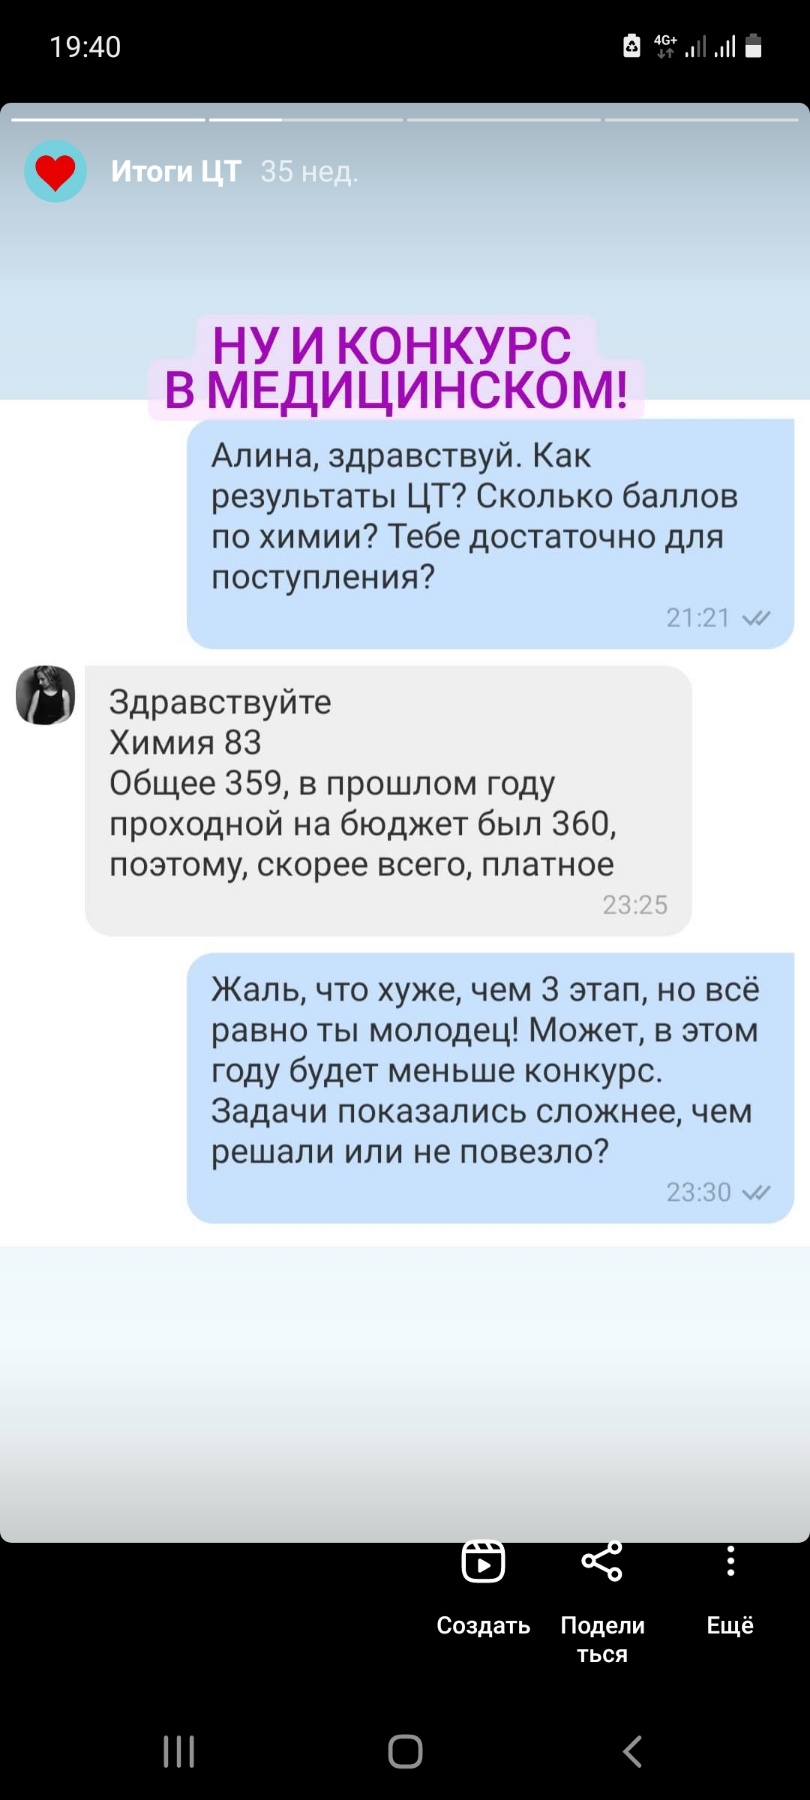 19:40
4G+
Итоги ЦТ 35 нед.
НУ И КОНКУРС
В МЕДИЦИНСКОМ!
Алина, здравствуй. Как
результаты ЦТ? Сколько баллов
по химии? Тебе достаточно для
поступления?
21:21
Здравствуйте
Химия 83
Общее 359, в прошлом году
проходной на бюджет был 360,
поэтому, скорее всего, платное
23:25
Жаль, что хуже, чем 3 этап, но всё
равно ты молодец! Может, в этом
году будет меньше конкурс.
Задачи показались сложнее, чем
решали или не повезло?
23:30
Создать
Подели
ться
Ещё